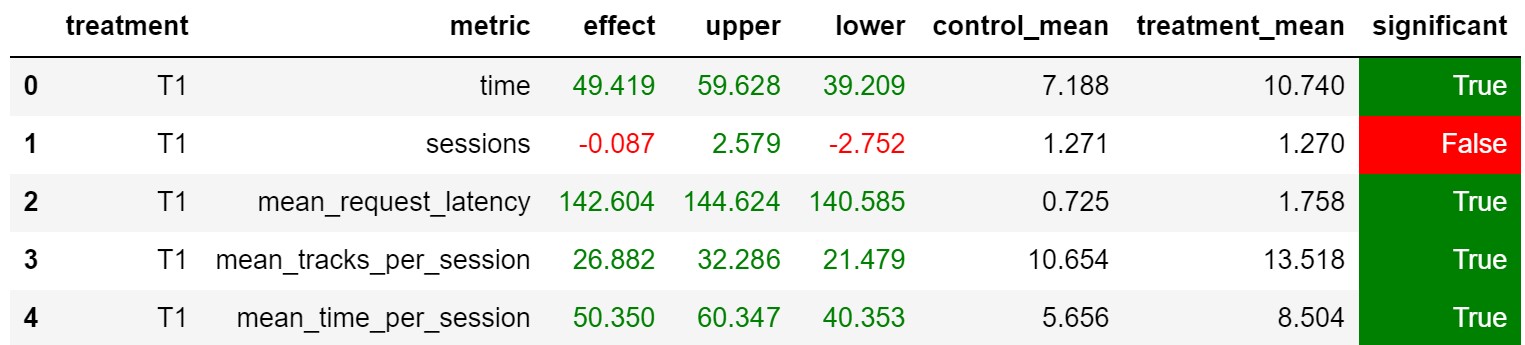 treatment metric effect upper lower control_mean treatment_mean significant
0 T1 time 49.419 59.628 39.209 7.188 10.740 True
1 T1 sessions -0.087 2.579 -2.752 1.271 1.270 False
2 T1 mean_request_latency 142.604 144.624 140.585 0.725 1.758 True
3 T1 mean_tracks_per_session 26.882 32.286 21.479 10.654 13.518 True
4 T1 mean_time_per_session 50.350 60.347 40.353 5.656 8.504 True